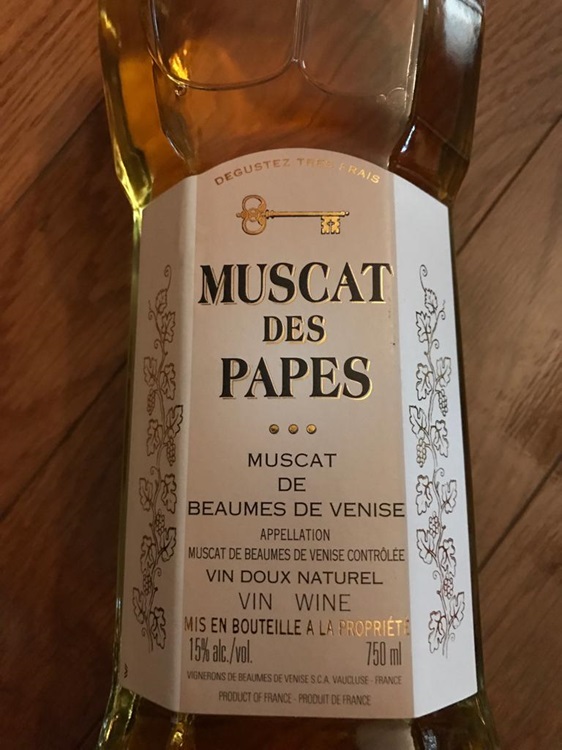 DEGUSTEZ TRES FRAIS
MUSCAT
DES
PAPES
MUSCAT
DE
BEAUMES DE VENISE
APPELLATION
MUSCAT DE BEAUMES DE VENISE CONTRÔLÉE
VIN DOUX NATUREL
VIN WINE
MIS EN BOUTEILLE A LA PROPRIÉTÉ
15% alc./vol. 750 ml
VIGNERONS DE BEAUMES DE VENISE S.C.A. VAUCLUSE - FRANCE
PRODUCT OF FRANCE - PRODUIT DE FRANCE